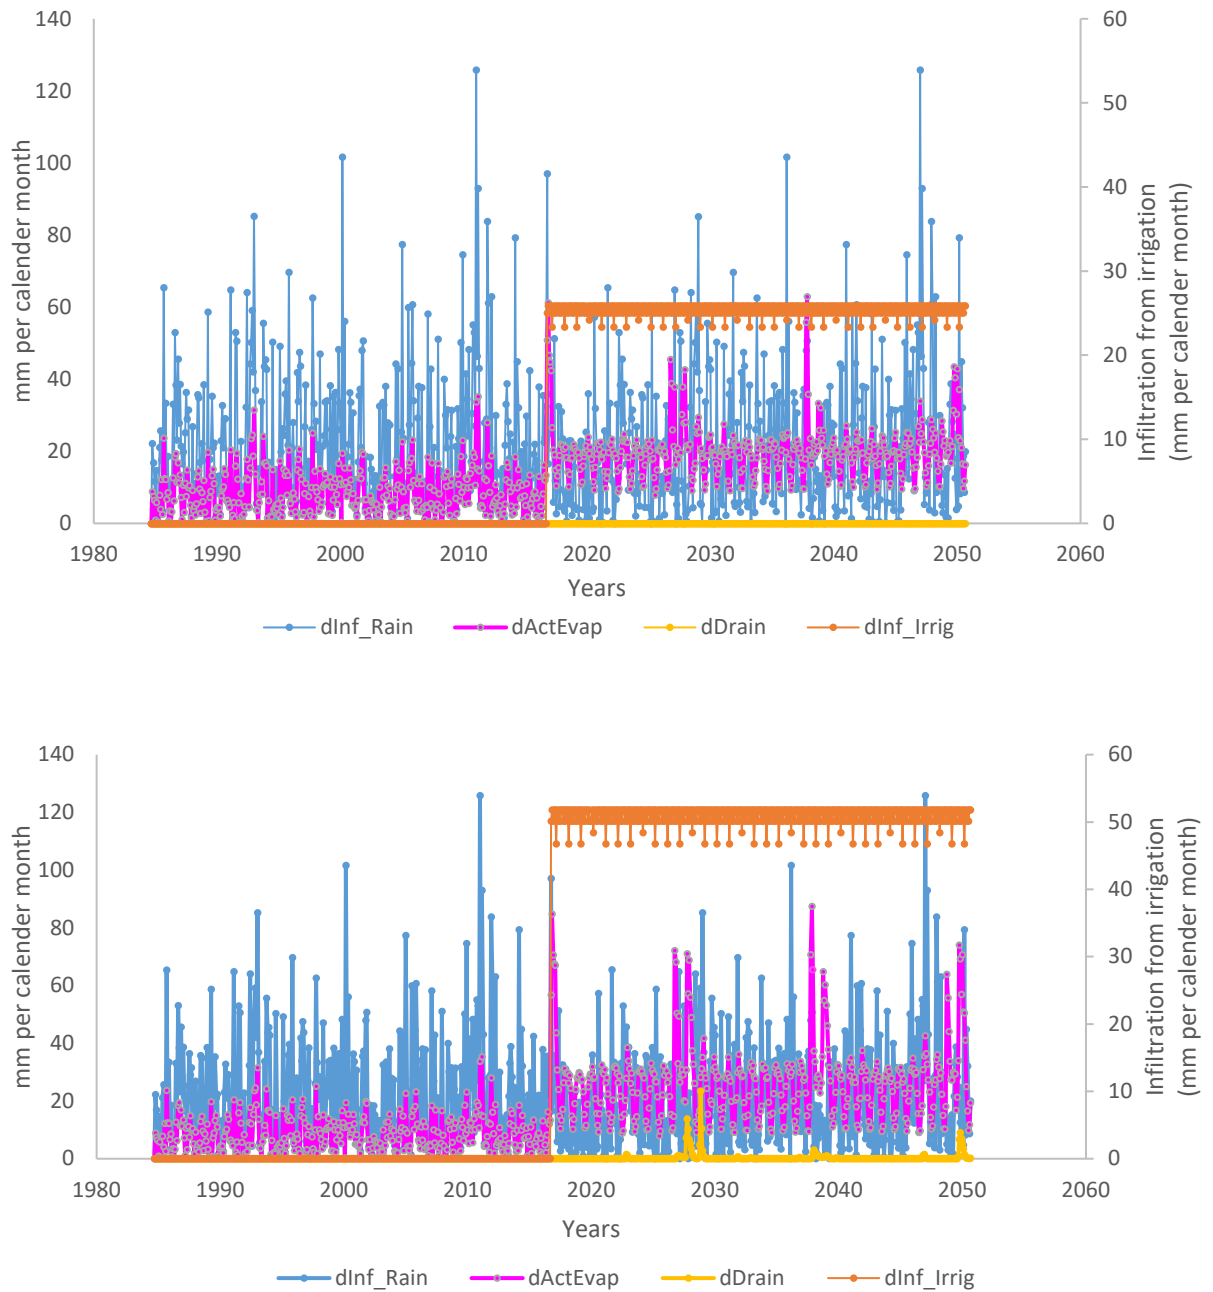 140
120
100
80
60
40
20
0
mm per calender month
60
50
40
30
20
10
0
Infiltration from irrigation
(mm per calender month)
1980 1990 2000 2010 2020 2030 2040 2050 2060
Years
dInf_Rain dActEvap dDrain dInf_Irrig
140
120
100
80
60
40
20
0
mm per calender month
60
50
40
30
20
10
0
Infiltration from irrigation
(mm per calender month)
1980 1990 2000 2010 2020 2030 2040 2050 2060
Years
dInf_Rain dActEvap dDrain dInf_Irrig